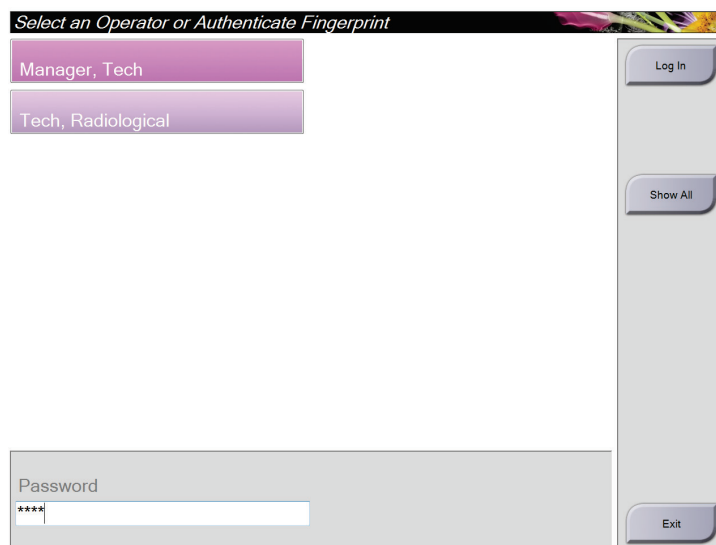 Select an Operator or Authenticate Fingerprint
Manager, Tech
Tech, Radiological
Log In
Show All
Password
****
Exit